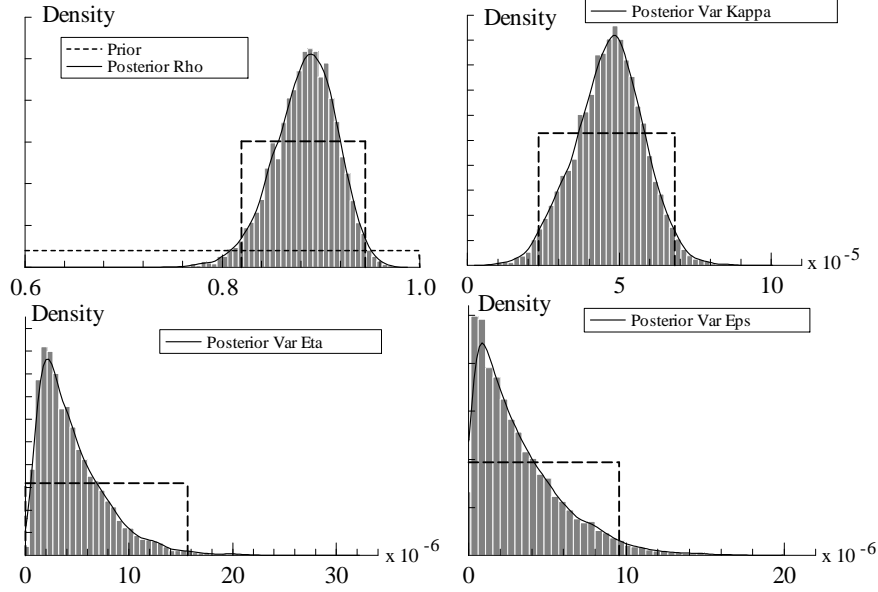 Density
Prior
Posterior Rho
0.6 0.8 1.0
Density
Posterior Var Kappa
0 5 10 x 10⁻⁵
Density
Posterior Var Eta
0 10 20 30 x 10⁻⁶
Density
Posterior Var Eps
0 10 20 x 10⁻⁶